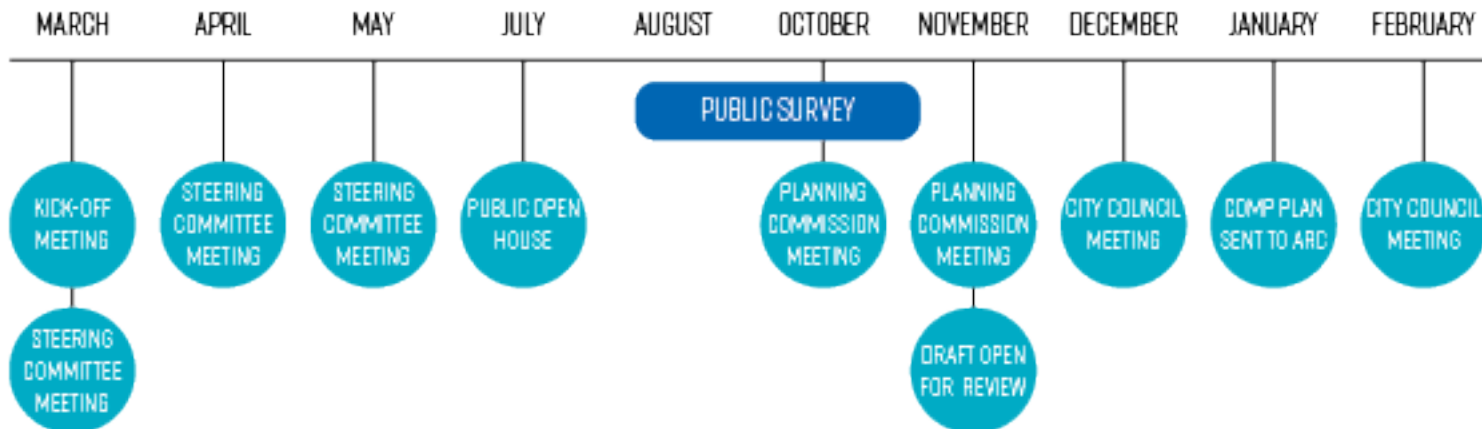 MARCH APRIL MAY JULY AUGUST OCTOBER NOVEMBER DECEMBER JANUARY FEBRUARY
PUBLIC SURVEY
KICK-OFF
MEETING
STEERING
COMMITTEE
MEETING
STEERING
COMMITTEE
MEETING
STEERING
COMMITTEE
MEETING
PUBLIC OPEN
HOUSE
PLANNING
COMMISSION
MEETING
PLANNING
COMMISSION
MEETING
DRAFT OPEN
FOR REVIEW
CITY COUNCIL
MEETING
COMP PLAN
SENT TO ARC
CITY COUNCIL
MEETING